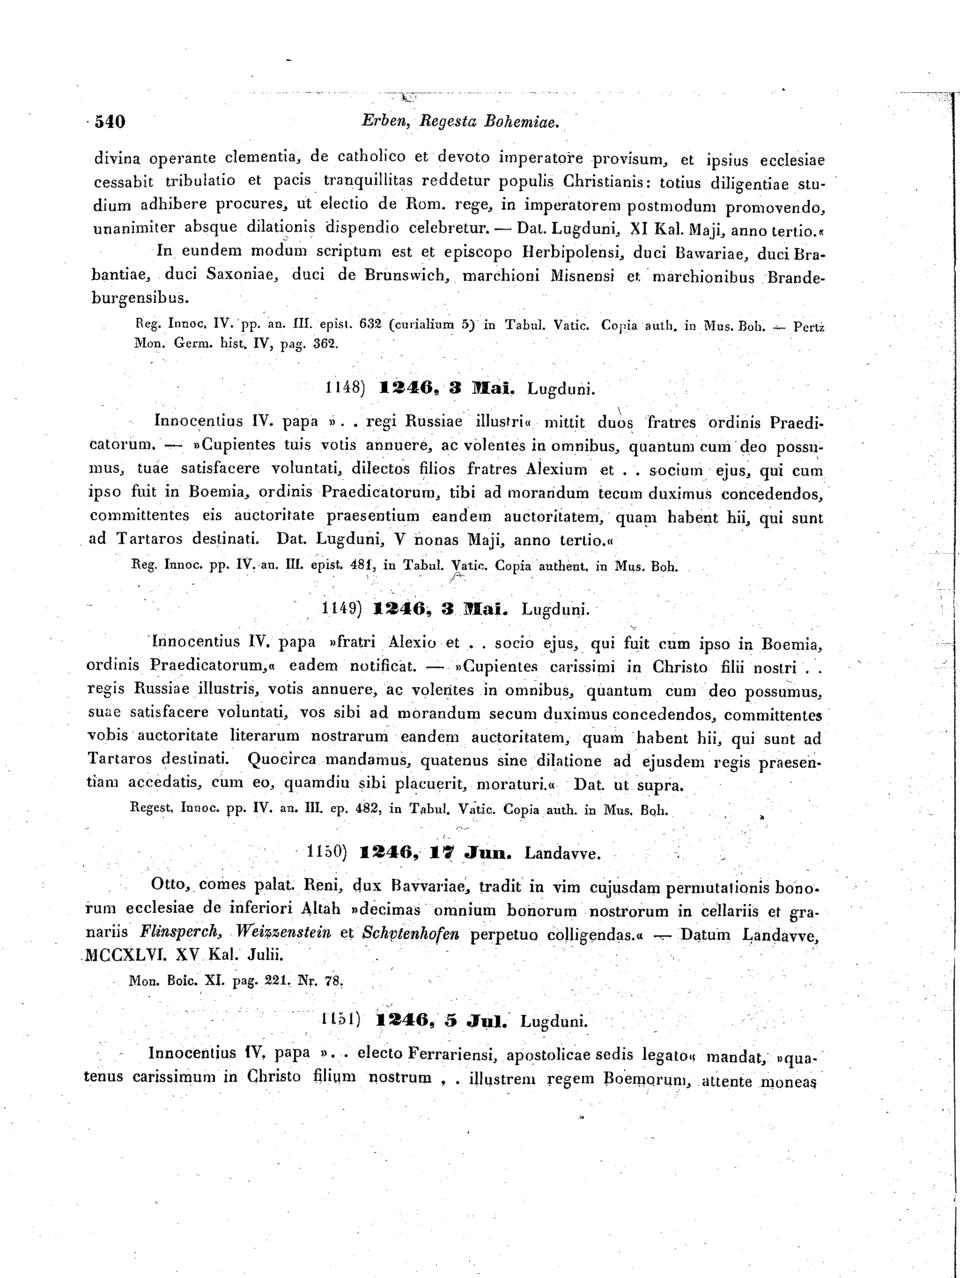 540 Erben, Regesta Bohemiae.
divina operante clementia, de catholico et devoto imperatore provisum, et ipsius ecclesiae
cessabit tribulatio et pacis tranquillitas reddetur populis Christianis: totius diligentiae stu-
dium adhibere procures, ut electio de Rom. rege, in imperatorem postmodum promovendo,
unanimiter absque dilationis dispendio celebretur. — Dat. Lugduni, XI Kal. Maji, anno tertio.«
In eundem modum scriptum est et episcopo Herbipolensi, duci Bawariae, duci Bra-
bantiae, duci Saxoniae, duci de Brunswich, marchioni Misnensi et marchionibus Brande-
burgensibus.
Reg. Innoc. IV. pp. an. III. epist. 632 (curialium 5) in Tabul. Vatic. Copia auth. in Mus. Boh. — Pertz
Mon. Germ. hist. IV, pag. 362.
1148) 1246, 3 Mai. Lugduni.
Innocentius IV. papa ». . regi Russiae illustri« mittit duos fratres ordinis Praedi-
catorum. — »Cupientes tuis votis annuere, ac volentes in omnibus, quantum cum deo possu-
mus, tuae satisfacere voluntati, dilectos filios fratres Alexium et . . socium ejus, qui cum
ipso fuit in Boemia, ordinis Praedicatorum, tibi ad morandum tecum duximus concedendos,
committentes eis auctoritate praesentium eandem auctoritatem, quam habent hii, qui sunt
ad Tartaros destinati. Dat. Lugduni, V nonas Maji, anno tertio.«
Reg. Innoc. pp. IV. an. III. epist. 481, in Tabul. Vatic. Copia authent. in Mus. Boh.
1149) 1246, 3 Mai. Lugduni.
Innocentius IV. papa »fratri Alexio et . . socio ejus, qui fuit cum ipso in Boemia,
ordinis Praedicatorum,« eadem notificat. — »Cupientes carissimi in Christo filii nostri . .
regis Russiae illustris, votis annuere, ac volentes in omnibus, quantum cum deo possumus,
suae satisfacere voluntati, vos sibi ad morandum secum duximus concedendos, committentes
vobis auctoritate literarum nostrarum eandem auctoritatem, quam habent hii, qui sunt ad
Tartaros destinati. Quocirca mandamus, quatenus sine dilatione ad ejusdem regis praesen-
tiam accedatis, cum eo, quamdiu sibi placuerit, moraturi.« Dat. ut supra.
Regest. Innoc. pp. IV. an. III. ep. 482, in Tabul. Vatic. Copia auth. in Mus. Boh.
1150) 1246, 17 Jun. Landavve.
Otto, comes palat. Reni, dux Bavvariae, tradit in vim cujusdam permutationis bono-
rum ecclesiae de inferiori Altah »decimas omnium bonorum nostrorum in cellariis et gra-
nariis Flinsperch, Weizzenstein et Schvtenhofen perpetuo colligendas.« — Datum Landavve,
MCCXLVI. XV Kal. Julii.
Mon. Boic. XI. pag. 221. Nr. 78.
1151) 1246, 5 Jul. Lugduni.
Innocentius IV. papa ». . electo Ferrariensi, apostolicae sedis legato« mandat, »qua-
tenus carissimum in Christo filium nostrum . . illustrem regem Boemorum, attente moneas